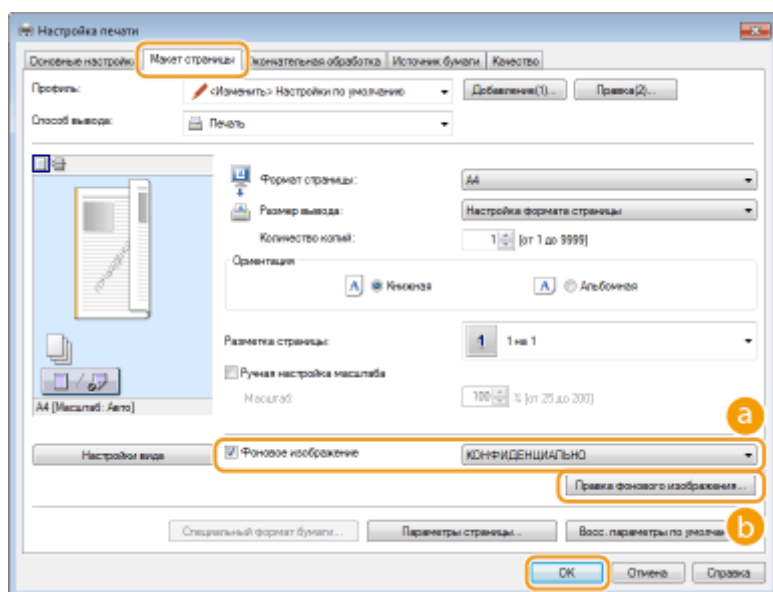 Настройка печати
Основные настройки Макет страницы Окончательная обработка Источник бумаги Качество
Профиль: <Изменить> Настройки по умолчанию Добавление(1)... Правка(2)...
Способ вывода: Печать
Формат страницы: A4
Размер вывода: Настройка формата страницы
Количество копий: 1 [от 1 до 9999]
Ориентация
A Книжная A Альбомная
Разметка страницы: 1 1 на 1
Ручная настройка масштаба
Масштаб: 100 % [от 25 до 200]
A4 [Масштаб: Авто]
a
Настройки вида Фоновое изображение КОНФИДЕНЦИАЛЬНО
Правка фонового изображения...
b
Специальный формат бумаги... Параметры страницы... Восс. параметры по умолчан
OK Отмена Справка